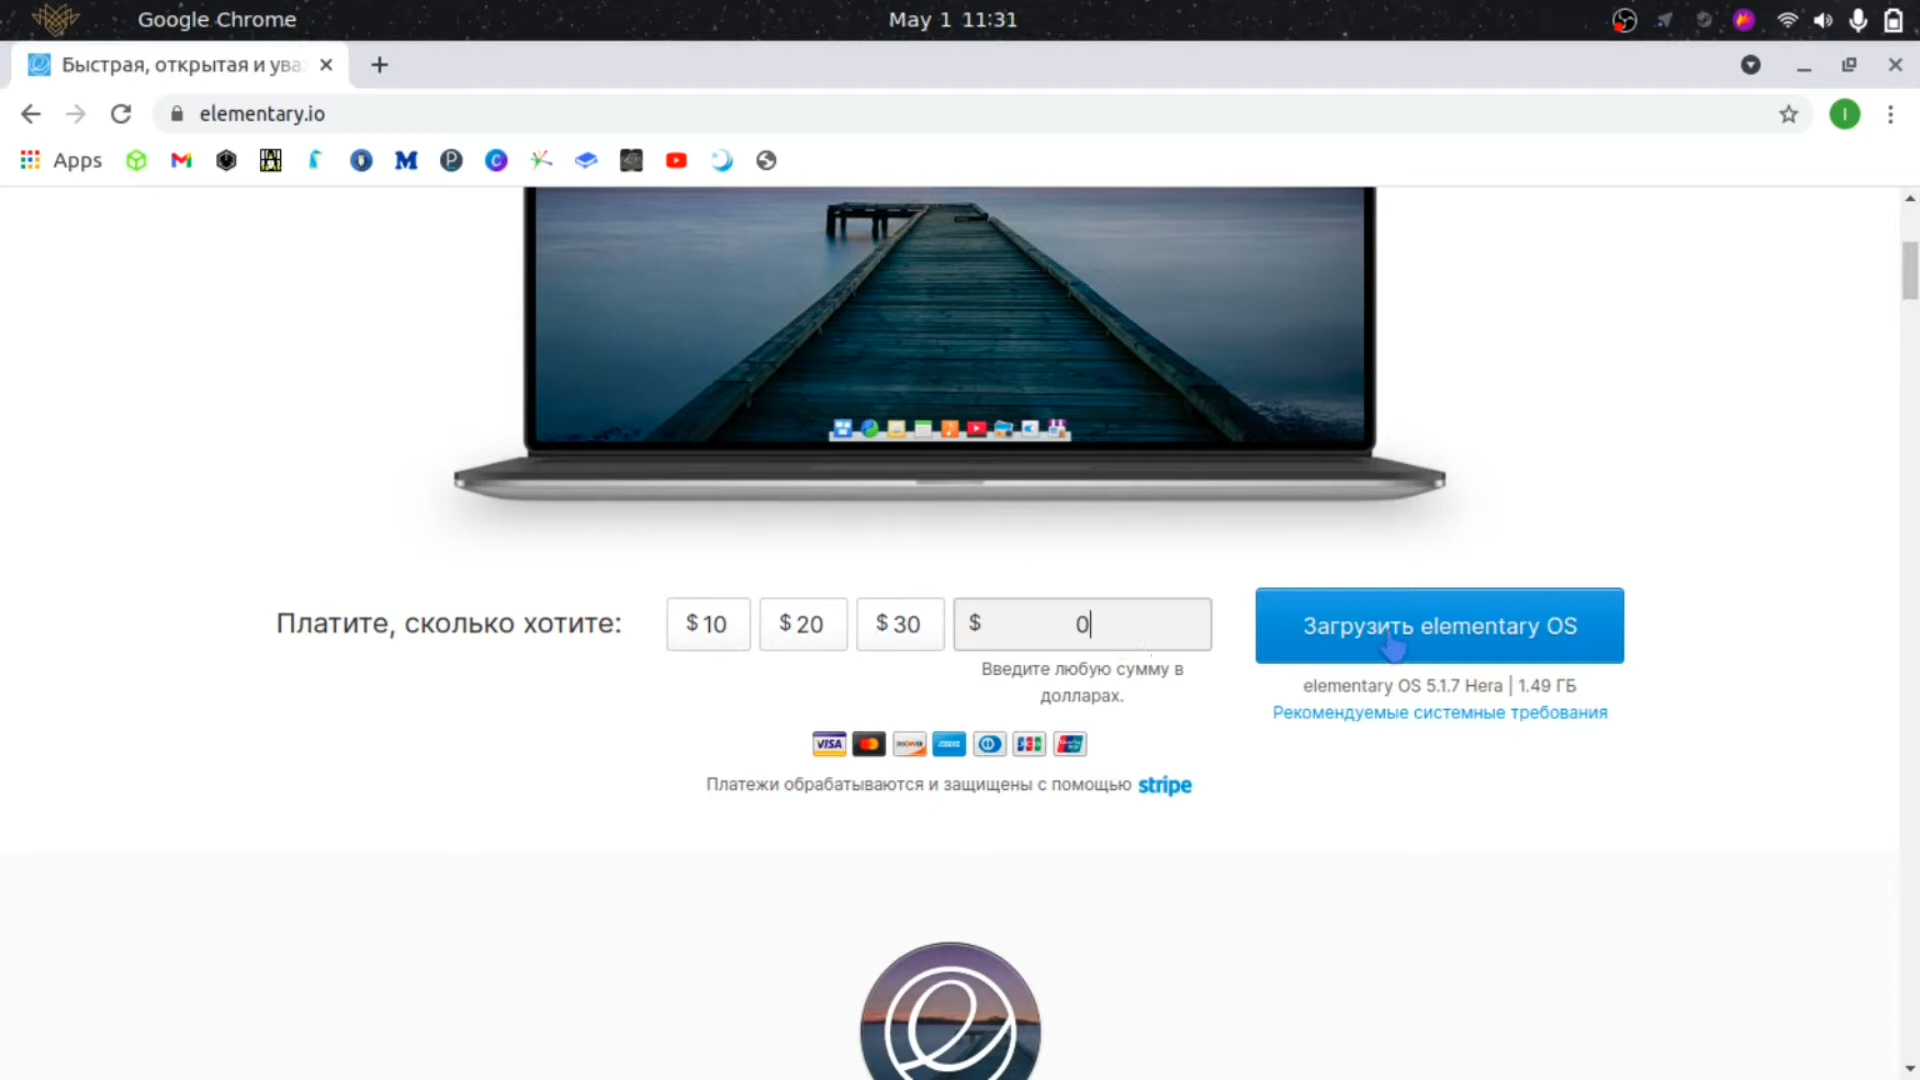 Google Chrome
May 1 11:31
Быстрая, открытая и ува
elementary.io
Apps
Платите, сколько хотите:
$10
$20
$30
$ 0
Загрузить elementary OS
Введите любую сумму в
долларах.
elementary OS 5.1.7 Hera | 1.49 ГБ
Рекомендуемые системные требования
VISA
Платежи обрабатываются и защищены с помощью stripe